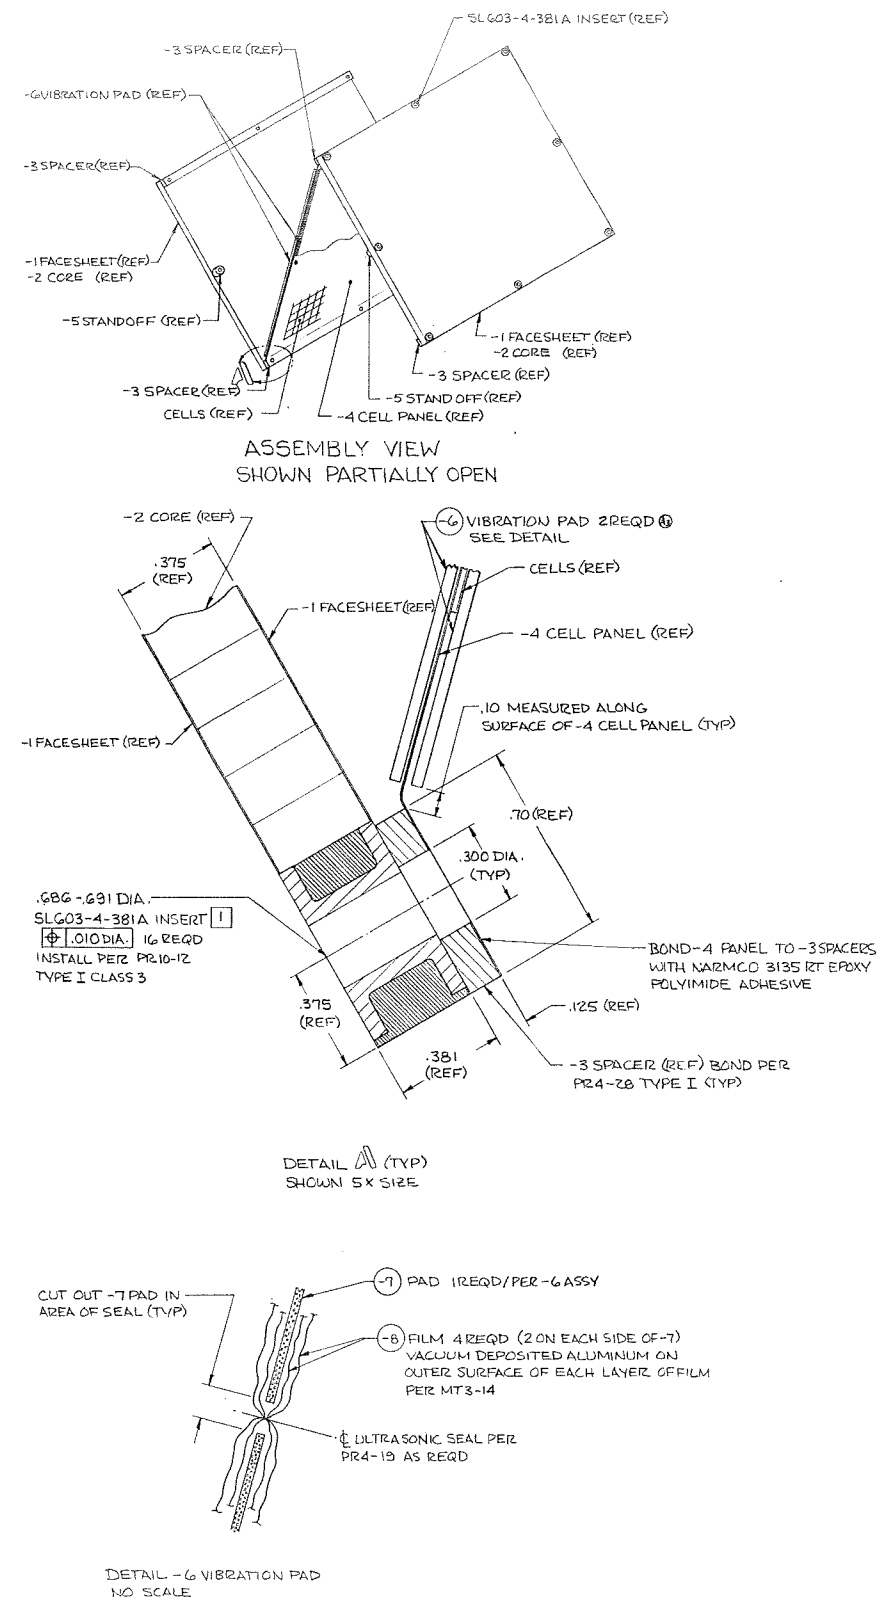 SL603-4-381A INSERT (REF)
-3 SPACER (REF)
-6 VIBRATION PAD (REF)
-3 SPACER (REF)
-1 FACESHEET (REF)
-2 CORE (REF)
-5 STANDOFF (REF)
-1 FACESHEET (REF)
-2 CORE (REF)
-3 SPACER (REF)
-3 SPACER (REF)
-5 STAND OFF (REF)
CELLS (REF)
-4 CELL PANEL (REF)
ASSEMBLY VIEW
SHOWN PARTIALLY OPEN
-2 CORE (REF)
-6 VIBRATION PAD 2 REQD
SEE DETAIL
.375
(REF)
CELLS (REF)
-1 FACESHEET (REF)
-4 CELL PANEL (REF)
.10 MEASURED ALONG
SURFACE OF -4 CELL PANEL (TYP)
-1 FACESHEET (REF)
.70 (REF)
.300 DIA.
(TYP)
.686-.691 DIA.
SL603-4-381A INSERT 1
⌖ .010 DIA. 16 REQD
INSTALL PER PR10-12
TYPE I CLASS 3
BOND -4 PANEL TO -3 SPACERS
WITH NARMCO 3135 RT EPOXY
POLYIMIDE ADHESIVE
.375
(REF)
.125 (REF)
.381
(REF)
-3 SPACER (REF) BOND PER
PR4-28 TYPE I (TYP)
DETAIL A (TYP)
SHOWN 5X SIZE
-7 PAD 1 REQD/PER -6 ASSY
CUT OUT -7 PAD IN
AREA OF SEAL (TYP)
-8 FILM 4 REQD (2 ON EACH SIDE OF -7)
VACUUM DEPOSITED ALUMINUM ON
OUTER SURFACE OF EACH LAYER OF FILM
PER MT3-14
℄ ULTRASONIC SEAL PER
PR4-19 AS REQD
DETAIL -6 VIBRATION PAD
NO SCALE